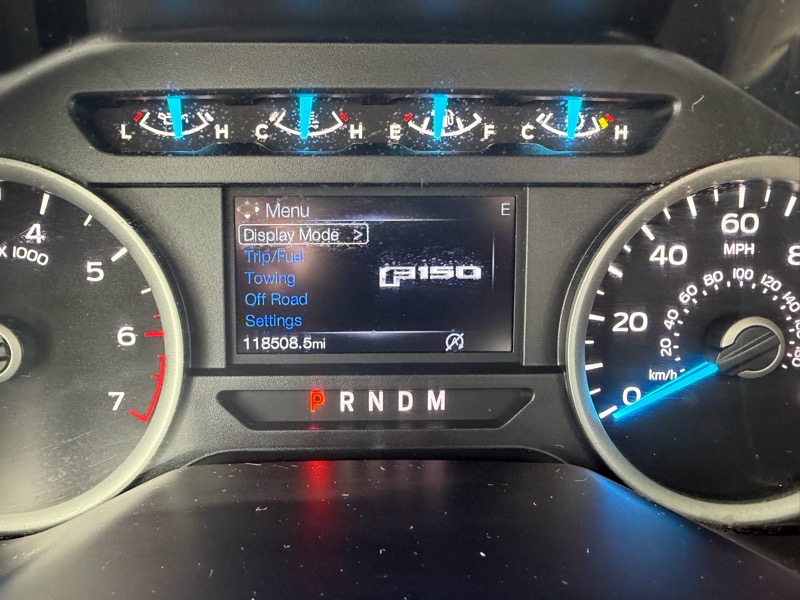 L H C H E F C H
Menu E
Display Mode >
Trip/Fuel
Towing
Off Road
Settings
F150
118508.5mi
P R N D M
4
X 1000
5
6
7
0
20
40
60
8
MPH
20
40
60
80
100
120
140
km/h